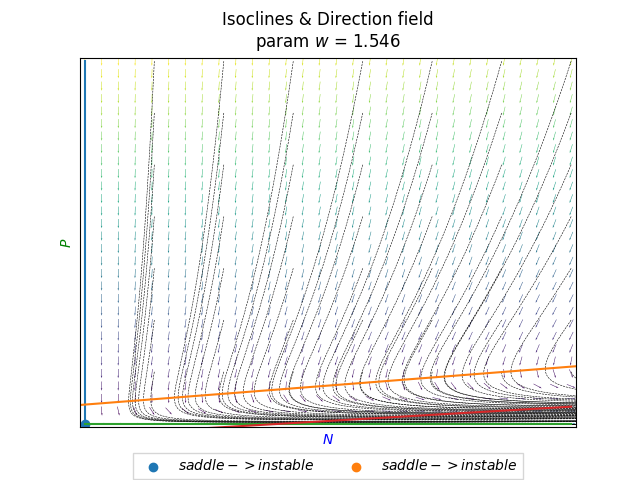 Isoclines & Direction field
param w = 1.546
P
N
saddle−>instable
saddle−>instable